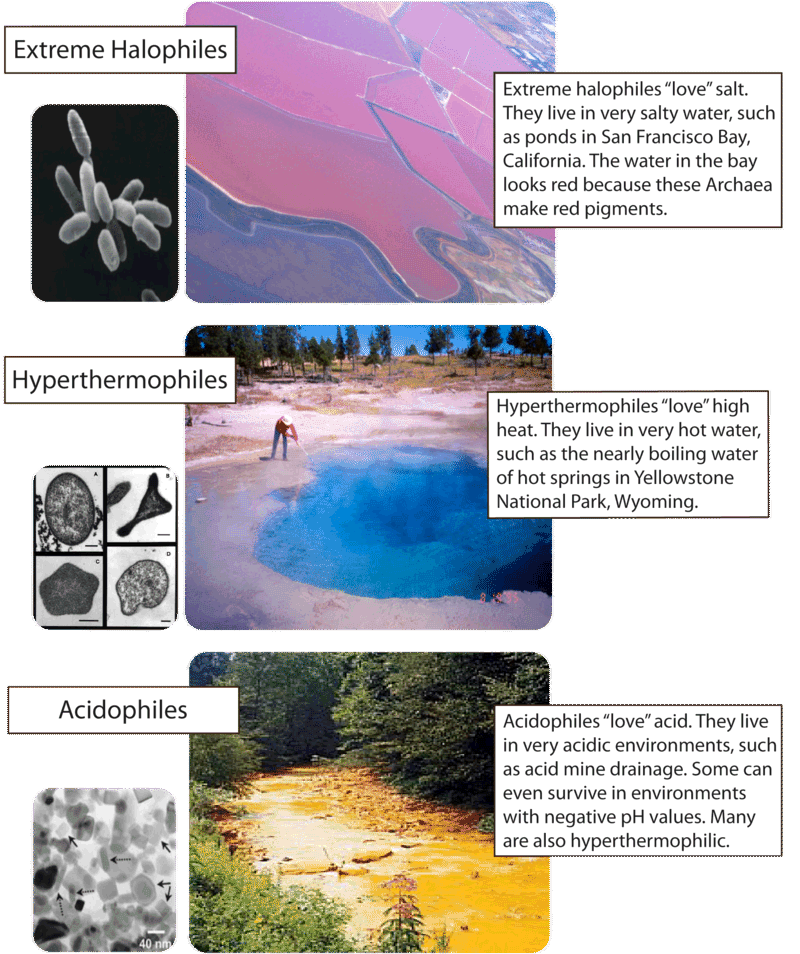 Extreme Halophiles
Extreme halophiles “love” salt.
They live in very salty water, such
as ponds in San Francisco Bay,
California. The water in the bay
looks red because these Archaea
make red pigments.
Hyperthermophiles
Hyperthermophiles “love” high
heat. They live in very hot water,
such as the nearly boiling water
of hot springs in Yellowstone
National Park, Wyoming.
A
B
C
D
Acidophiles
Acidophiles “love” acid. They live
in very acidic environments, such
as acid mine drainage. Some can
even survive in environments
with negative pH values. Many
are also hyperthermophilic.
40 nm